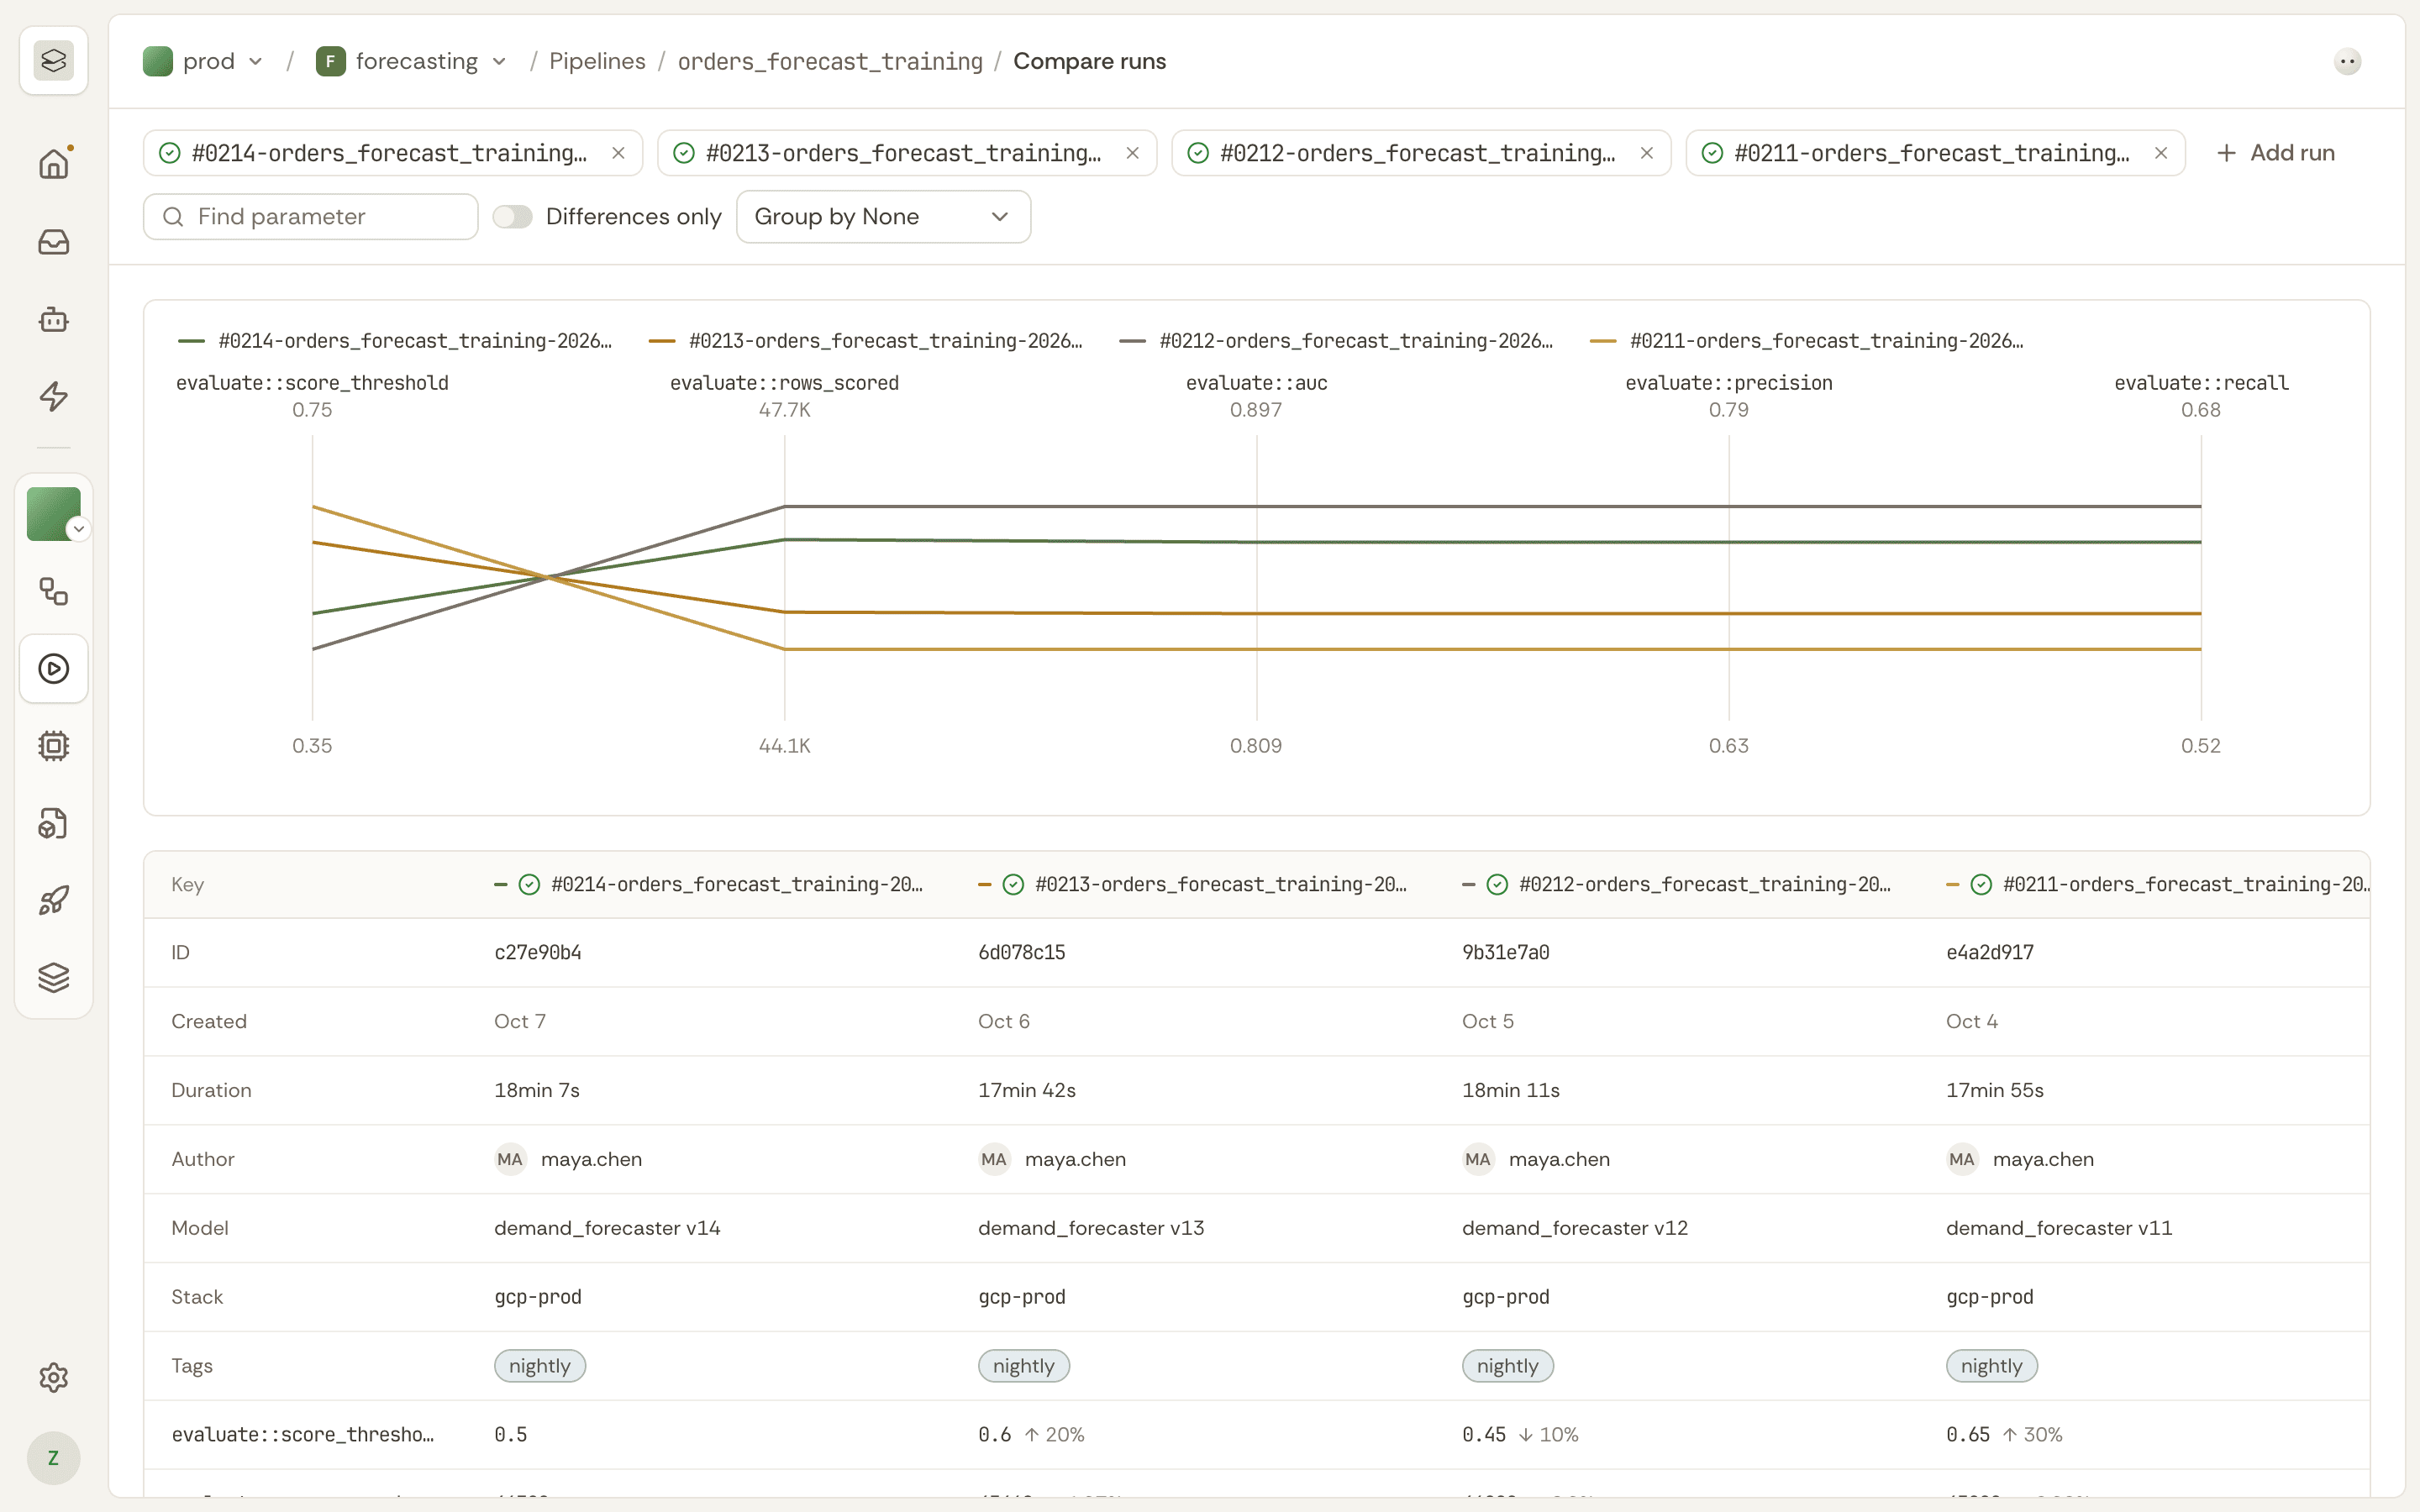 prod / F forecasting / Pipelines / orders_forecast_training / Compare runs
#0214-orders_forecast_training… #0213-orders_forecast_training… #0212-orders_forecast_training… #0211-orders_forecast_training… + Add run
Find parameter Differences only Group by None
#0214-orders_forecast_training-2026… #0213-orders_forecast_training-2026… #0212-orders_forecast_training-2026… #0211-orders_forecast_training-2026…
evaluate::score_threshold evaluate::rows_scored evaluate::auc evaluate::precision evaluate::recall
0.75 47.7K 0.897 0.79 0.68
0.35 44.1K 0.809 0.63 0.52
Key #0214-orders_forecast_training-20… #0213-orders_forecast_training-20… #0212-orders_forecast_training-20… #0211-orders_forecast_training-20…
ID c27e90b4 6d078c15 9b31e7a0 e4a2d917
Created Oct 7 Oct 6 Oct 5 Oct 4
Duration 18min 7s 17min 42s 18min 11s 17min 55s
Author MA maya.chen MA maya.chen MA maya.chen MA maya.chen
Model demand_forecaster v14 demand_forecaster v13 demand_forecaster v12 demand_forecaster v11
Stack gcp-prod gcp-prod gcp-prod gcp-prod
Tags nightly nightly nightly nightly
evaluate::score_thresho… 0.5 0.6 ↑ 20% 0.45 ↓ 10% 0.65 ↑ 30%
Z